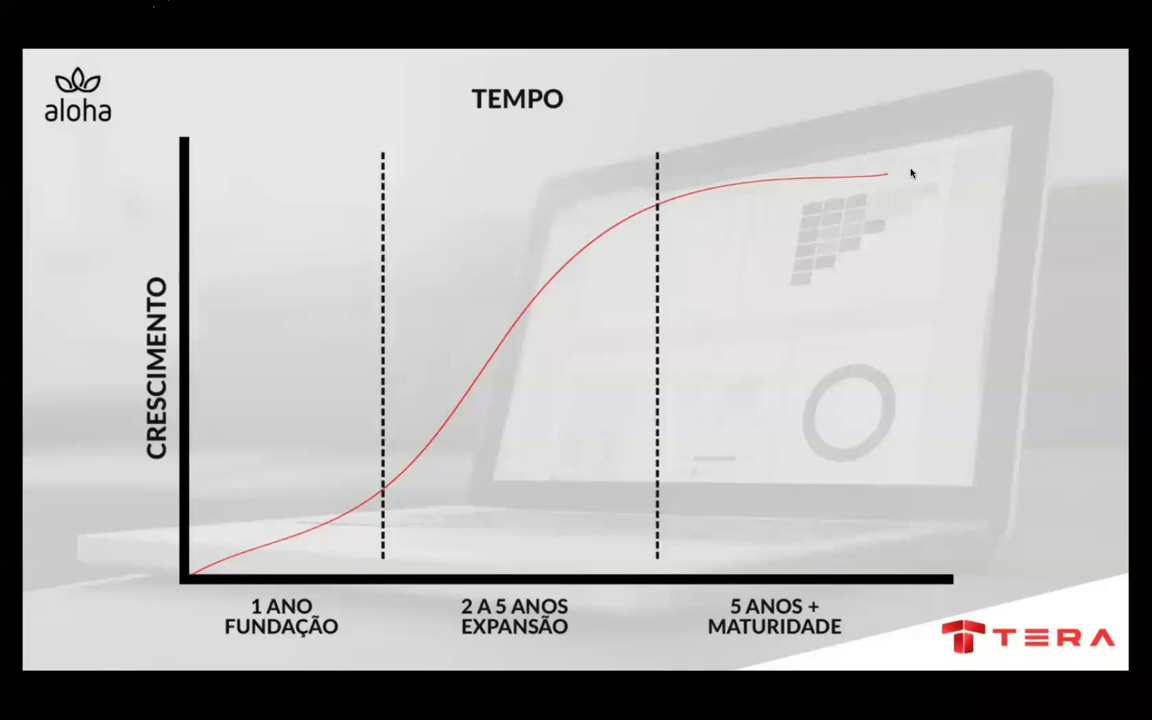 aloha
TEMPO
CRESCIMENTO
1 ANO
FUNDAÇÃO
2 A 5 ANOS
EXPANSÃO
5 ANOS +
MATURIDADE
TERA